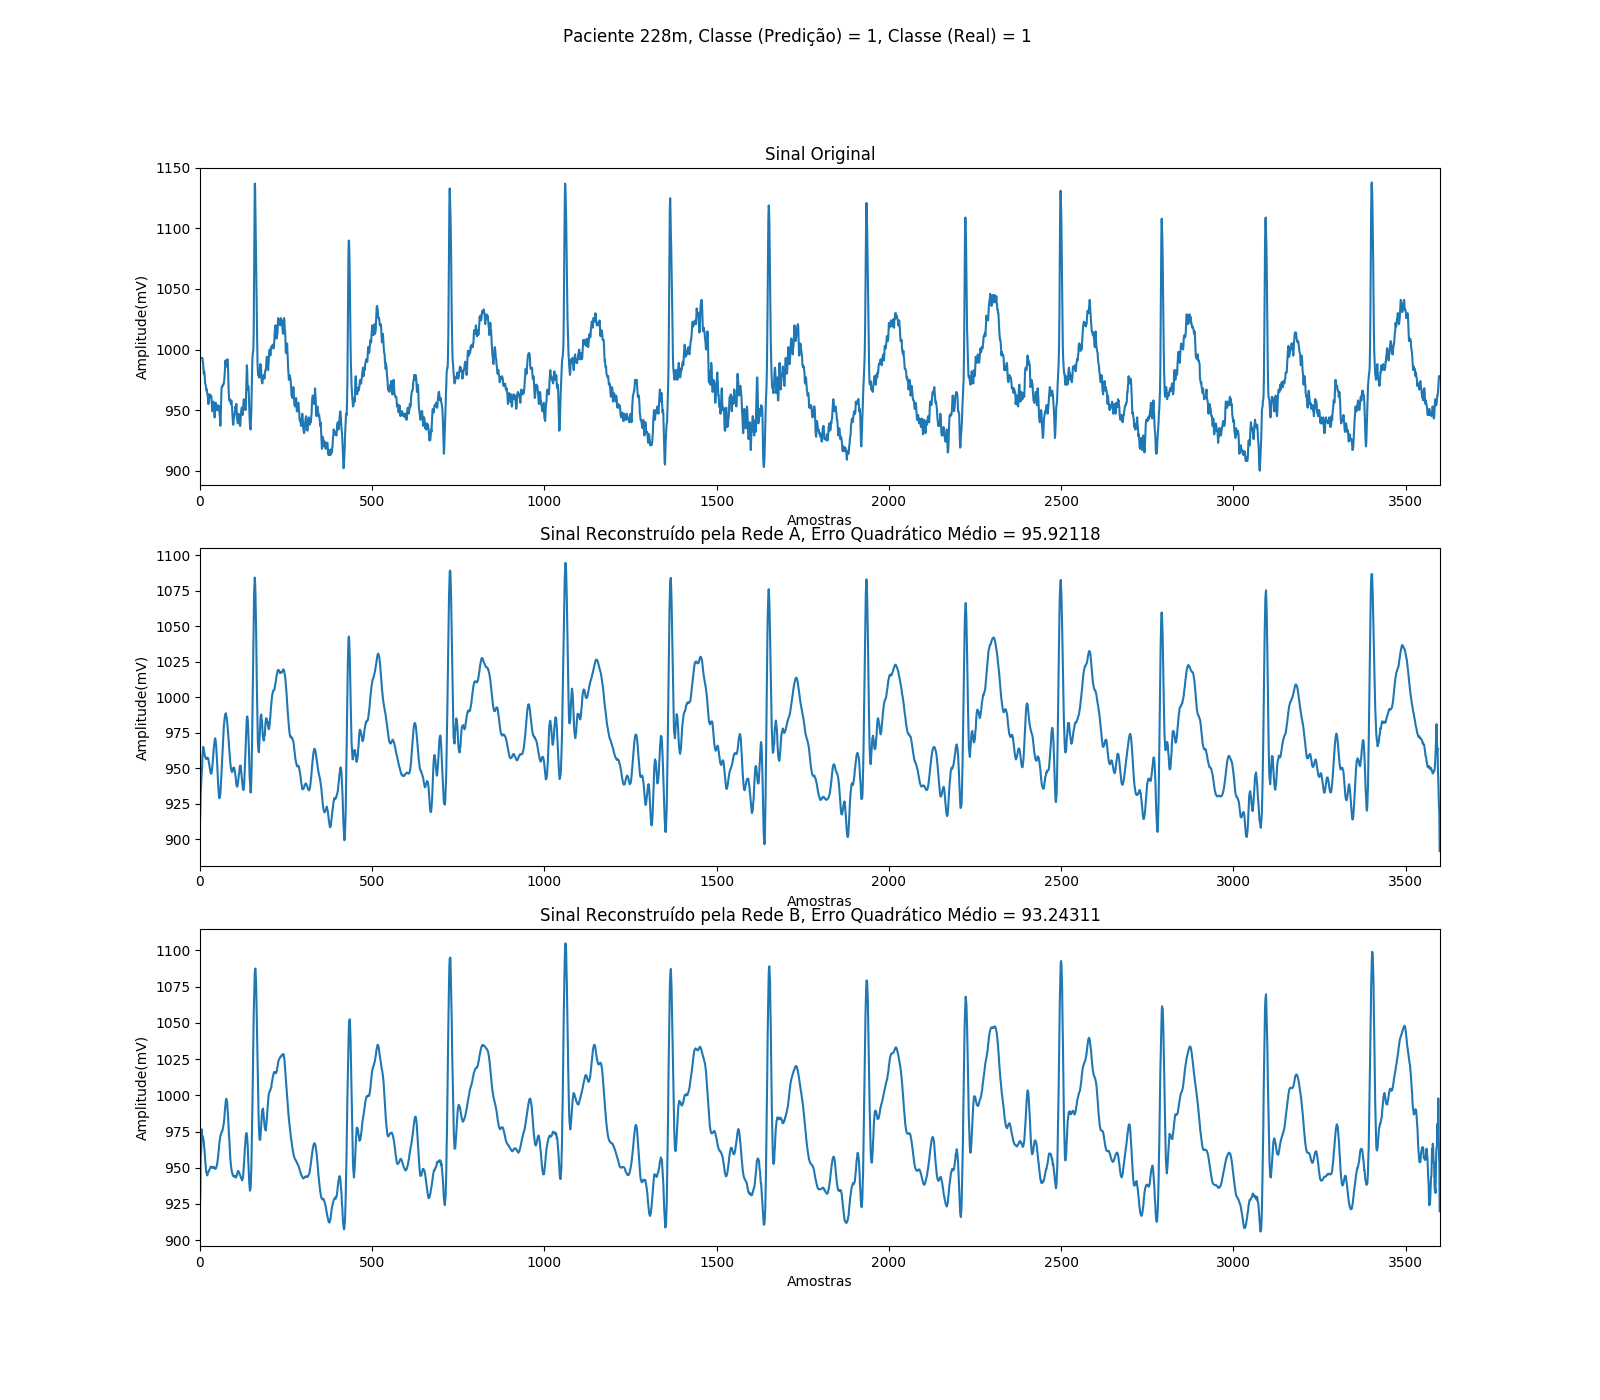 Paciente 228m, Classe (Predição) = 1, Classe (Real) = 1
Sinal Original
Amplitude(mV)
1150
1100
1050
1000
950
900
0 500 1000 1500 2000 2500 3000 3500
Amostras
Sinal Reconstruído pela Rede A, Erro Quadrático Médio = 95.92118
Amplitude(mV)
1100
1075
1050
1025
1000
975
950
925
900
0 500 1000 1500 2000 2500 3000 3500
Amostras
Sinal Reconstruído pela Rede B, Erro Quadrático Médio = 93.24311
Amplitude(mV)
1100
1075
1050
1025
1000
975
950
925
900
0 500 1000 1500 2000 2500 3000 3500
Amostras